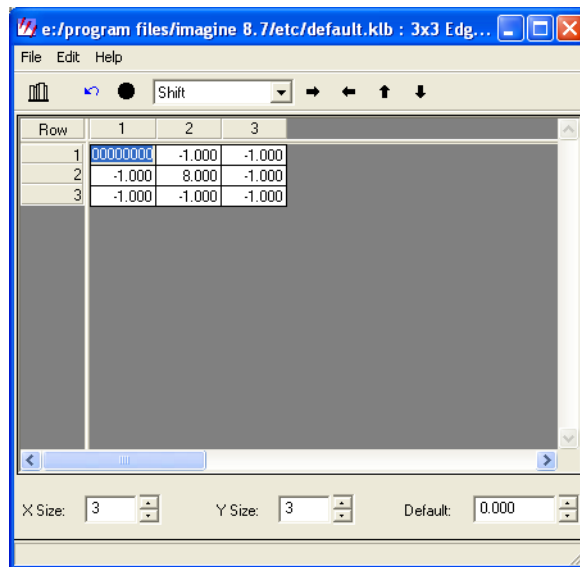 e:/program files/imagine 8.7/etc/default.klb : 3x3 Edg...
File Edit Help
Shift
Row 1 2 3
1 00000000 -1.000 -1.000
2 -1.000 8.000 -1.000
3 -1.000 -1.000 -1.000
X Size: 3 Y Size: 3 Default: 0.000